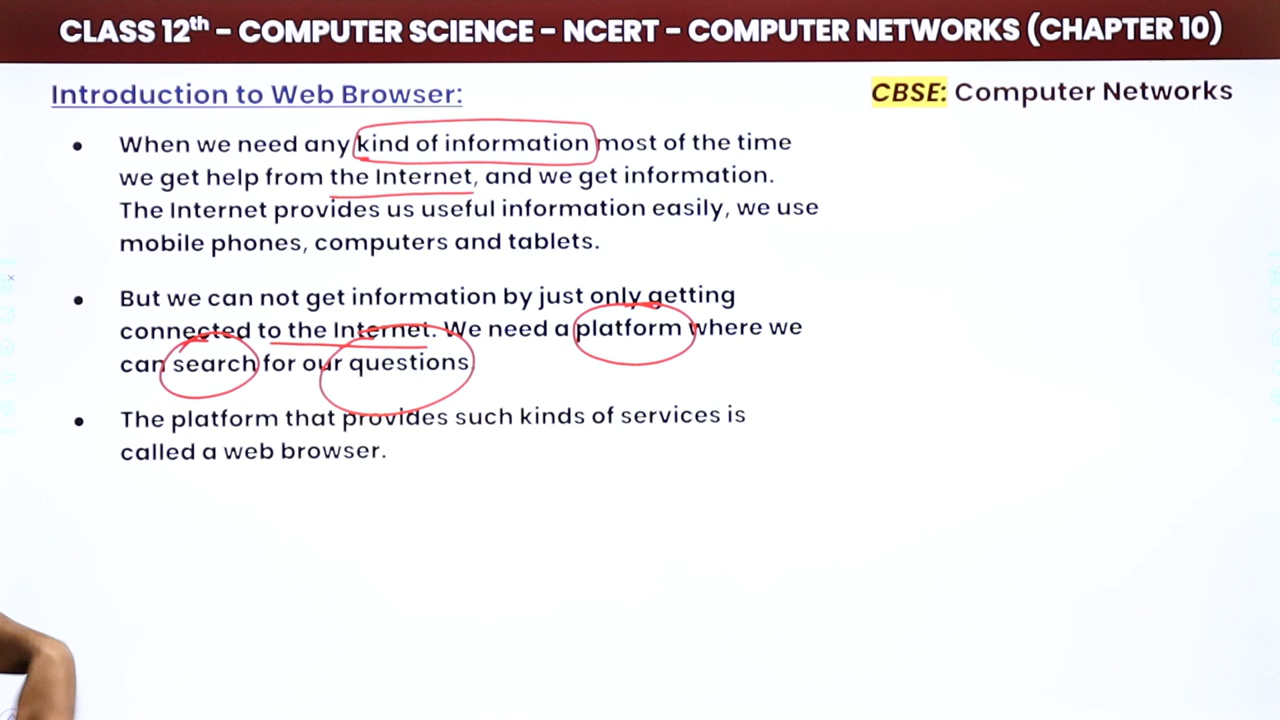 CLASS 12th – COMPUTER SCIENCE – NCERT – COMPUTER NETWORKS (CHAPTER 10)
Introduction to Web Browser:
CBSE: Computer Networks
• When we need any kind of information most of the time
we get help from the Internet, and we get information.
The Internet provides us useful information easily, we use
mobile phones, computers and tablets.
• But we can not get information by just only getting
connected to the Internet. We need a platform where we
can search for our questions
• The platform that provides such kinds of services is
called a web browser.